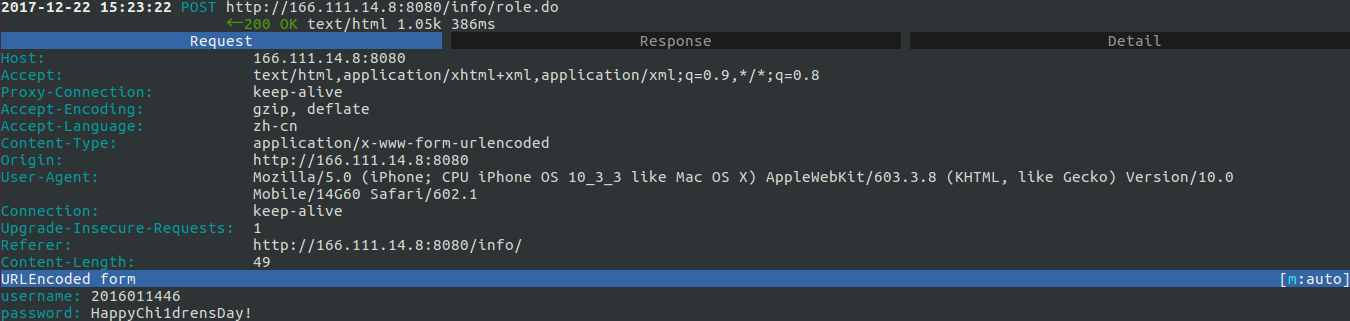 2017-12-22 15:23:22 POST http://166.111.14.8:8080/info/role.do
←200 OK text/html 1.05k 386ms
Request Response Detail
Host: 166.111.14.8:8080
Accept: text/html,application/xhtml+xml,application/xml;q=0.9,*/*;q=0.8
Proxy-Connection: keep-alive
Accept-Encoding: gzip, deflate
Accept-Language: zh-cn
Content-Type: application/x-www-form-urlencoded
Origin: http://166.111.14.8:8080
User-Agent: Mozilla/5.0 (iPhone; CPU iPhone OS 10_3_3 like Mac OS X) AppleWebKit/603.3.8 (KHTML, like Gecko) Version/10.0
Mobile/14G60 Safari/602.1
Connection: keep-alive
Upgrade-Insecure-Requests: 1
Referer: http://166.111.14.8:8080/info/
Content-Length: 49
URLEncoded form [m:auto]
username: 2016011446
password: HappyChi1drensDay!